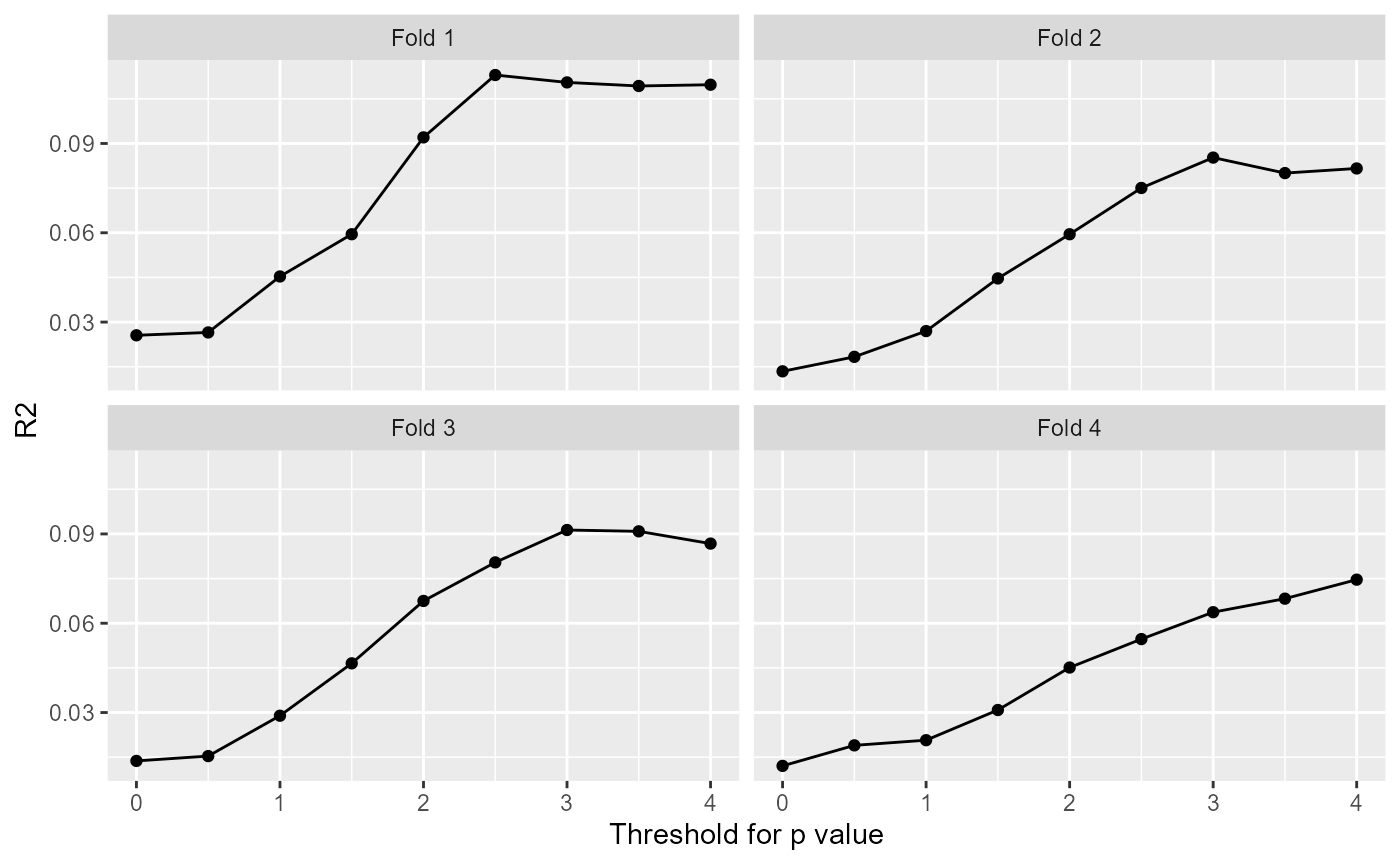 Fold 1
Fold 2
0.09
0.06
0.03
R2
Fold 3
Fold 4
0.09
0.06
0.03
0 1 2 3 4
0 1 2 3 4
Threshold for p value